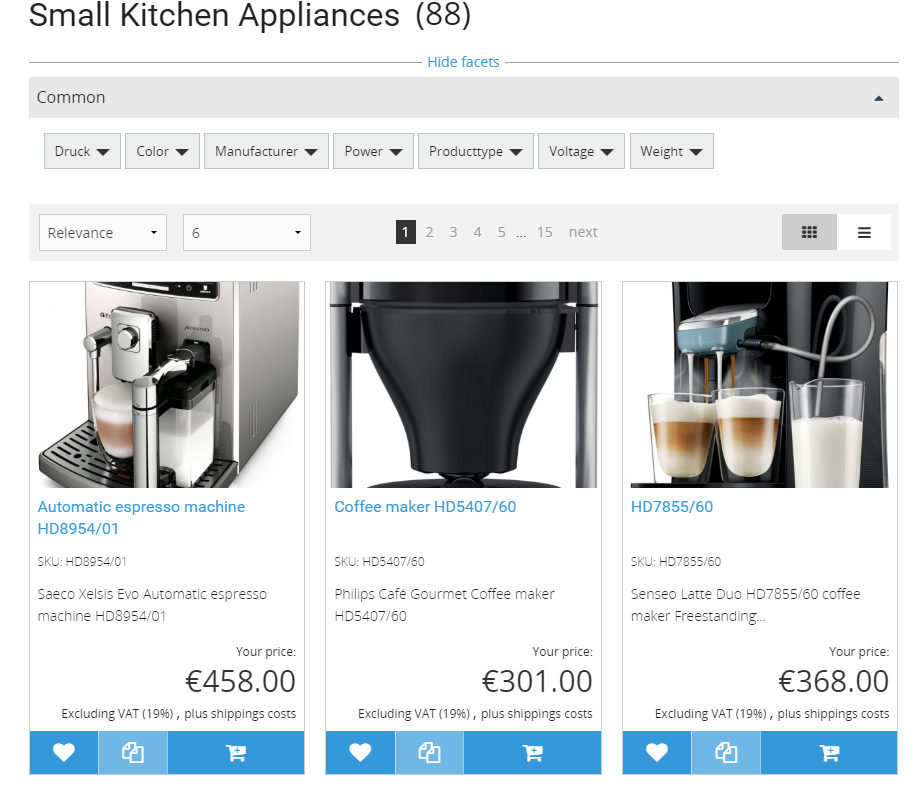 Small Kitchen Appliances (88)
Hide facets
Common
Druck Color Manufacturer Power Producttype Voltage Weight
Relevance 6 1 2 3 4 5 ... 15 next
Automatic espresso machine
HD8954/01
SKU: HD8954/01
Saeco Xelsis Evo Automatic espresso
machine HD8954/01
Your price:
€458.00
Excluding VAT (19%) , plus shippings costs
Coffee maker HD5407/60
SKU: HD5407/60
Philips Café Gourmet Coffee maker
HD5407/60
Your price:
€301.00
Excluding VAT (19%) , plus shippings costs
HD7855/60
SKU: HD7855/60
Senseo Latte Duo HD7855/60 coffee
maker Freestanding...
Your price:
€368.00
Excluding VAT (19%) , plus shippings costs